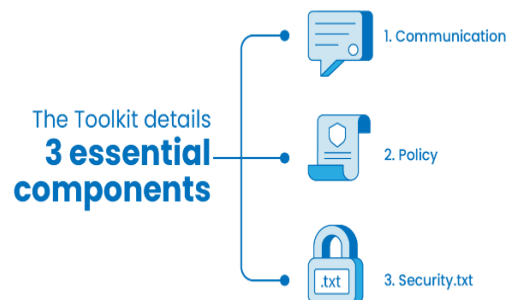 The Toolkit details
3 essential
components
1. Communication
2. Policy
.txt
3. Security.txt